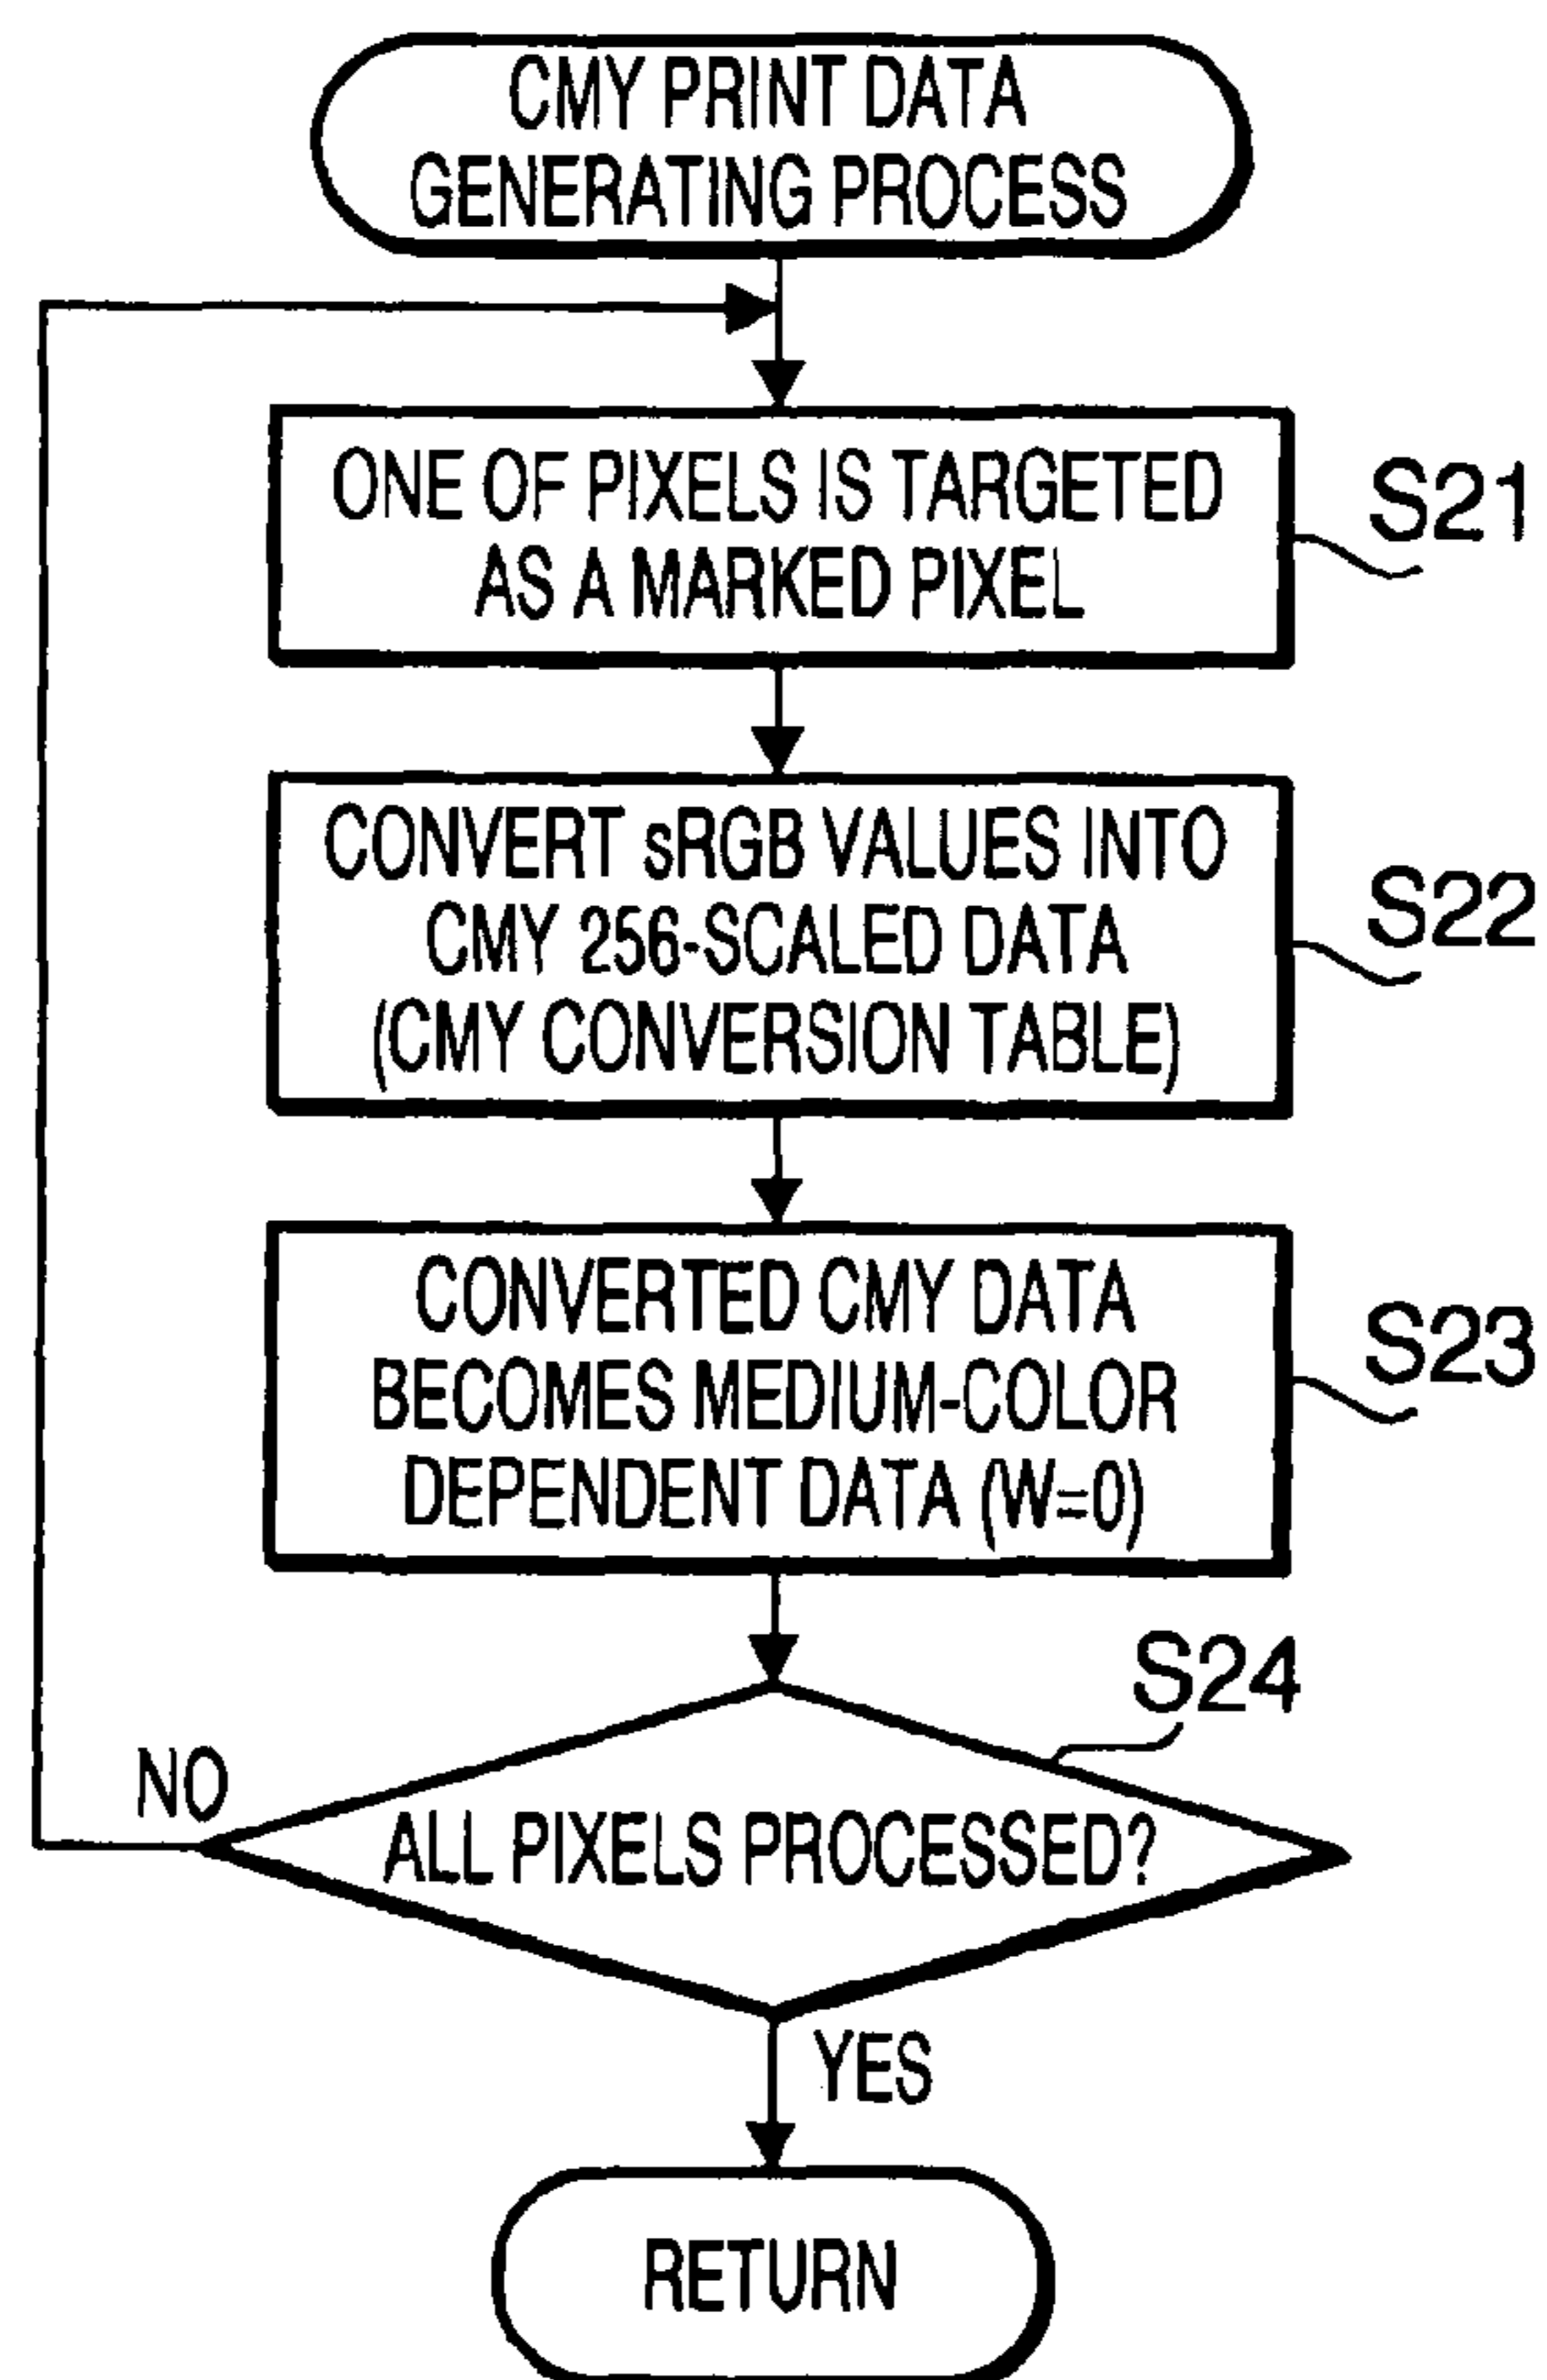 CMY PRINT DATA
GENERATING PROCESS
ONE OF PIXELS IS TARGETED
AS A MARKED PIXEL
S21
CONVERT sRGB VALUES INTO
CMY 256-SCALED DATA
(CMY CONVERSION TABLE)
S22
CONVERTED CMY DATA
BECOMES MEDIUM-COLOR
DEPENDENT DATA (W=0)
S23
S24
NO
ALL PIXELS PROCESSED?
YES
RETURN